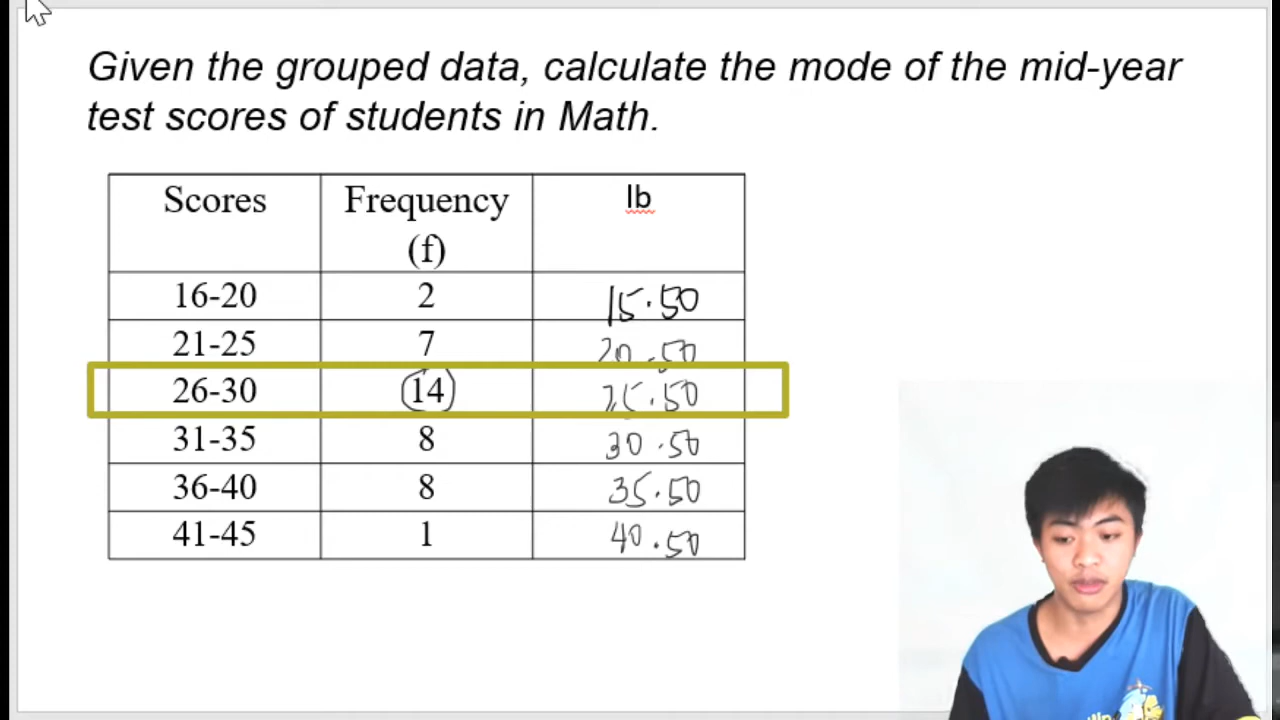 Given the grouped data, calculate the mode of the mid-year
test scores of students in Math.
Scores Frequency (f) lb
16-20 2 15.50
21-25 7 20.50
26-30 14 25.50
31-35 8 30.50
36-40 8 35.50
41-45 1 40.50